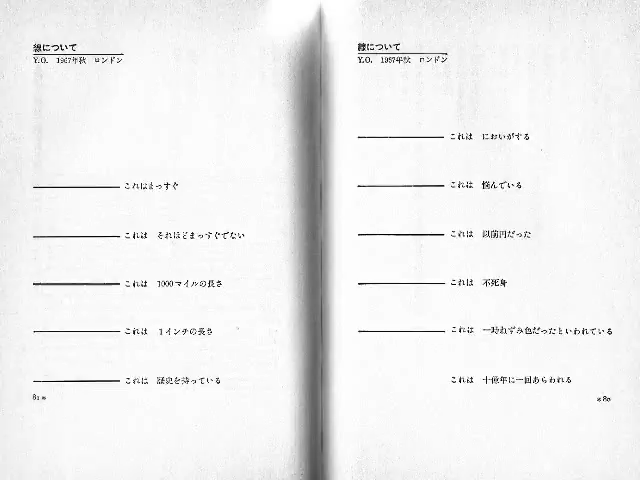 線について
Y.O. 1967年秋 ロンドン
これはまっすぐ
これは それほどまっすぐでない
これは 1000マイルの長さ
これは 1インチの長さ
これは 歴史を持っている
線について
Y.O. 1967年秋 ロンドン
これは においがする
これは 悩んでいる
これは 以前円だった
これは 不死身
これは 一時ねずみ色だったといわれている
これは 十億年に一回あらわれる